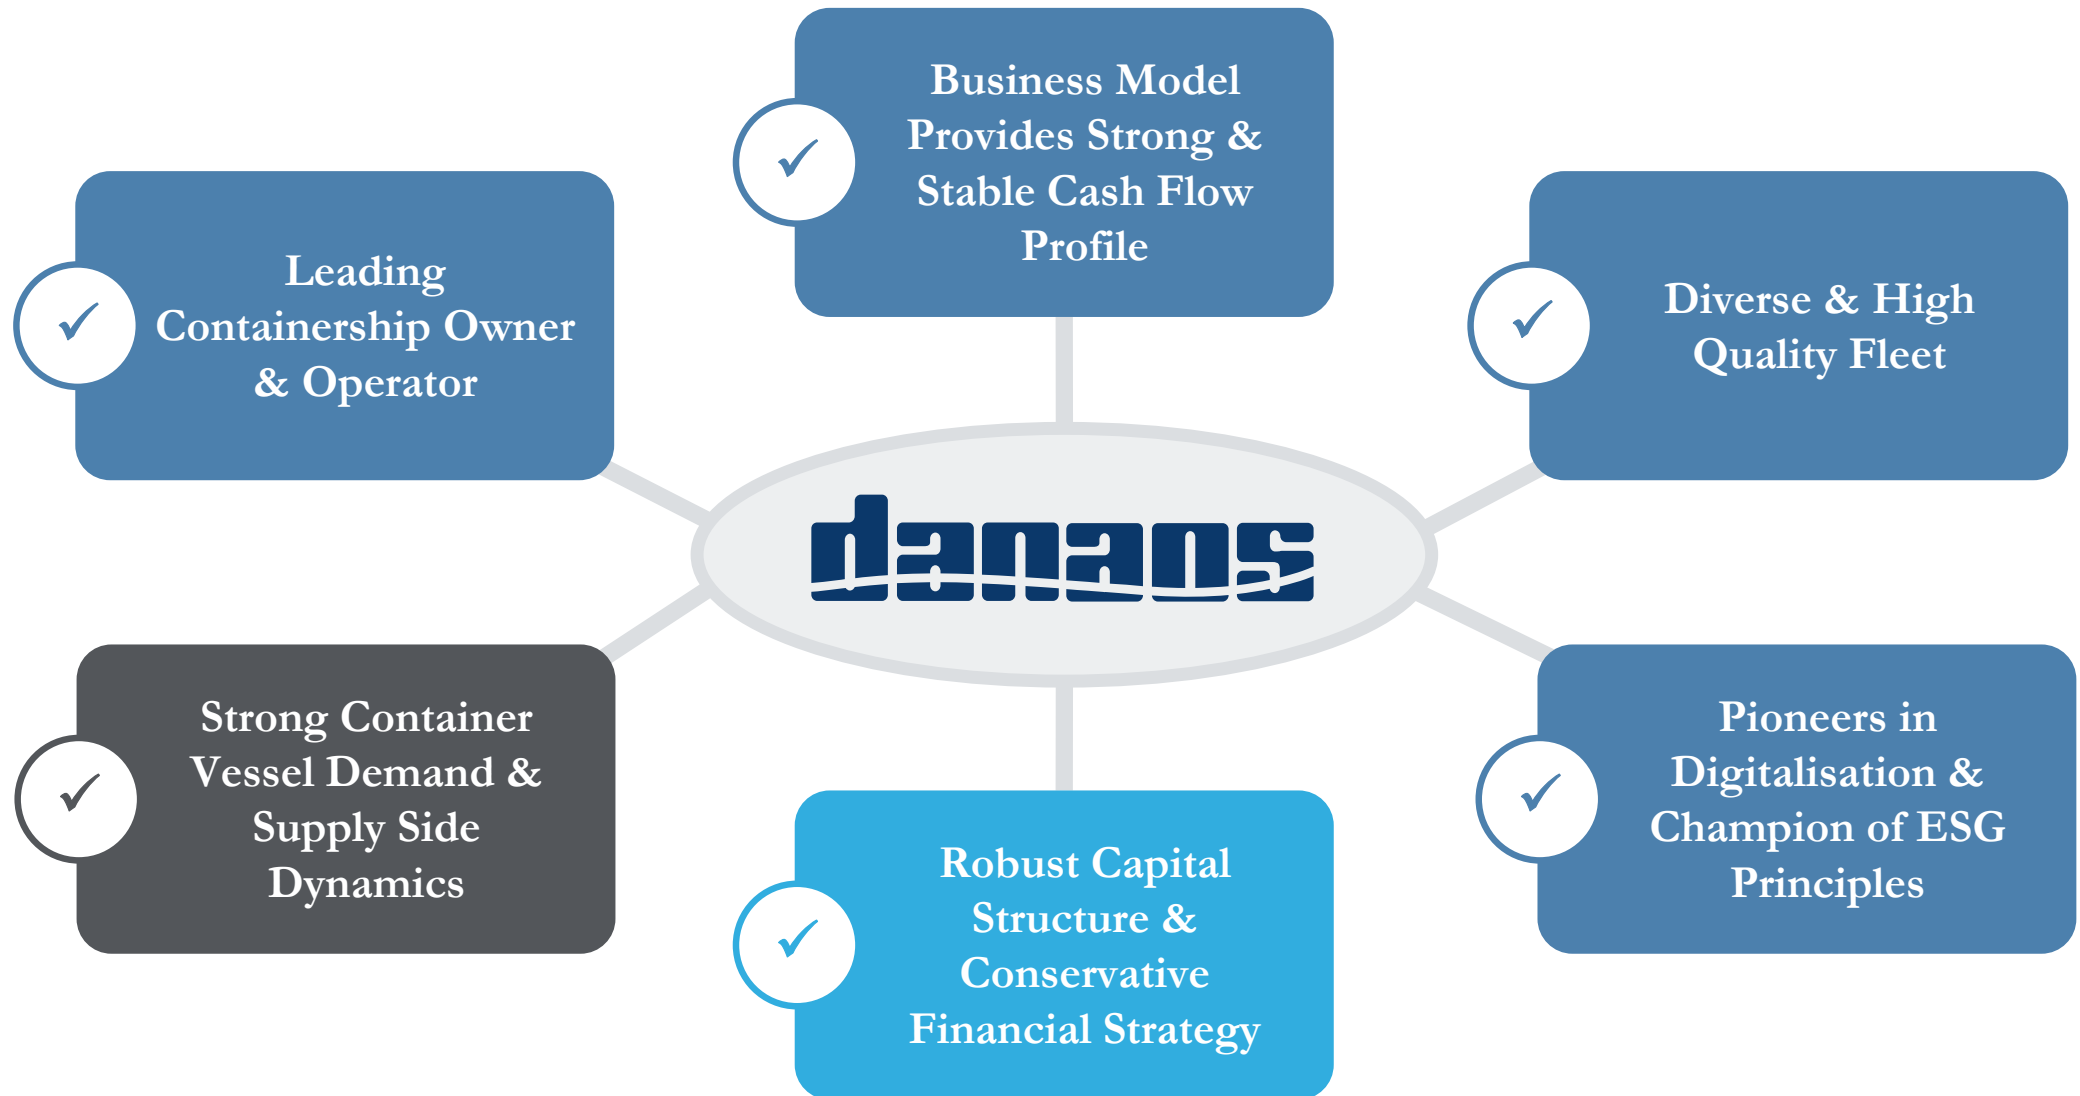 Business Model
Provides Strong &
Stable Cash Flow
Profile
Leading
Containership Owner
& Operator
Diverse & High
Quality Fleet
danaos
Strong Container
Vessel Demand &
Supply Side
Dynamics
Pioneers in
Digitalisation &
Champion of ESG
Principles
Robust Capital
Structure &
Conservative
Financial Strategy